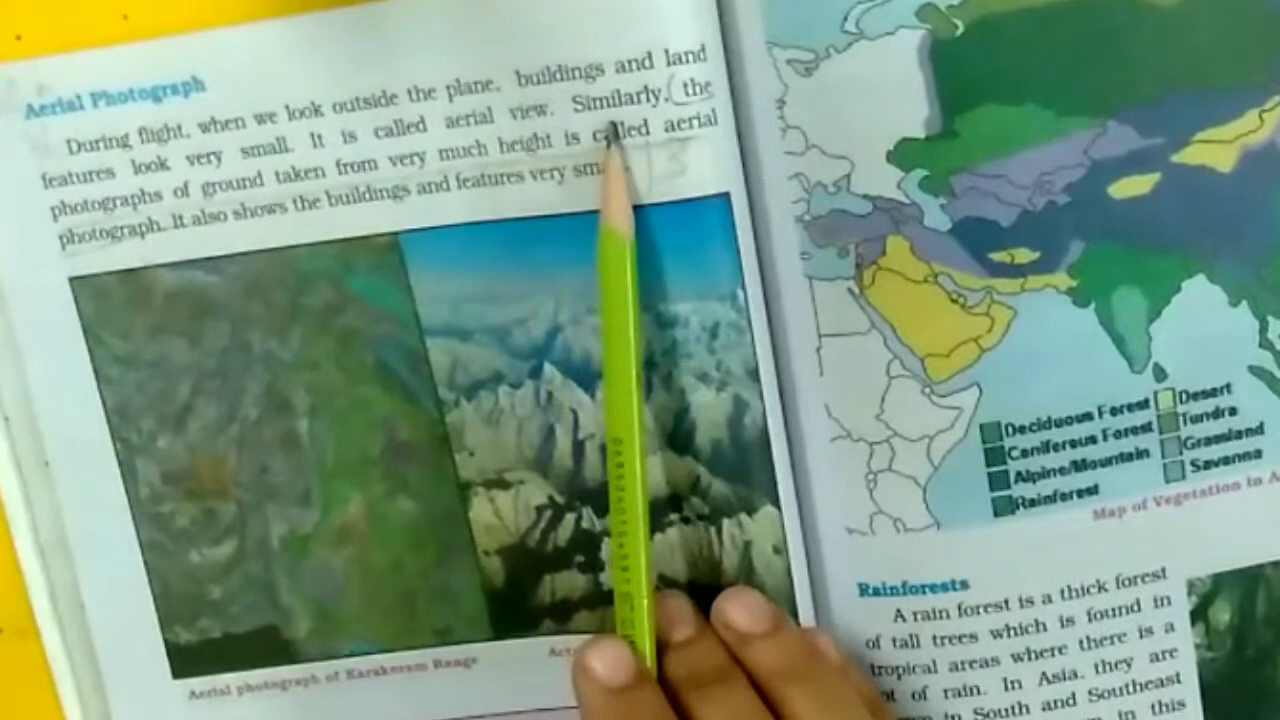 Aerial Photograph
During flight, when we look outside the plane, buildings and land
features look very small. It is called aerial view. Similarly, the
photographs of ground taken from very much height is called aerial
photograph. It also shows the buildings and features very
Aerial photograph of Karakeram Range
Deciduous Forest
Coniferous Forest
Alpine/Mountain
Rainforest
Desert
Tundra
Grassland
Savanna
Map of Vegetation in
Rainforests
A rain forest is a thick forest
of tall trees which is found in
tropical areas where there is a
of rain. In Asia, they are
in South and Southeast
in this